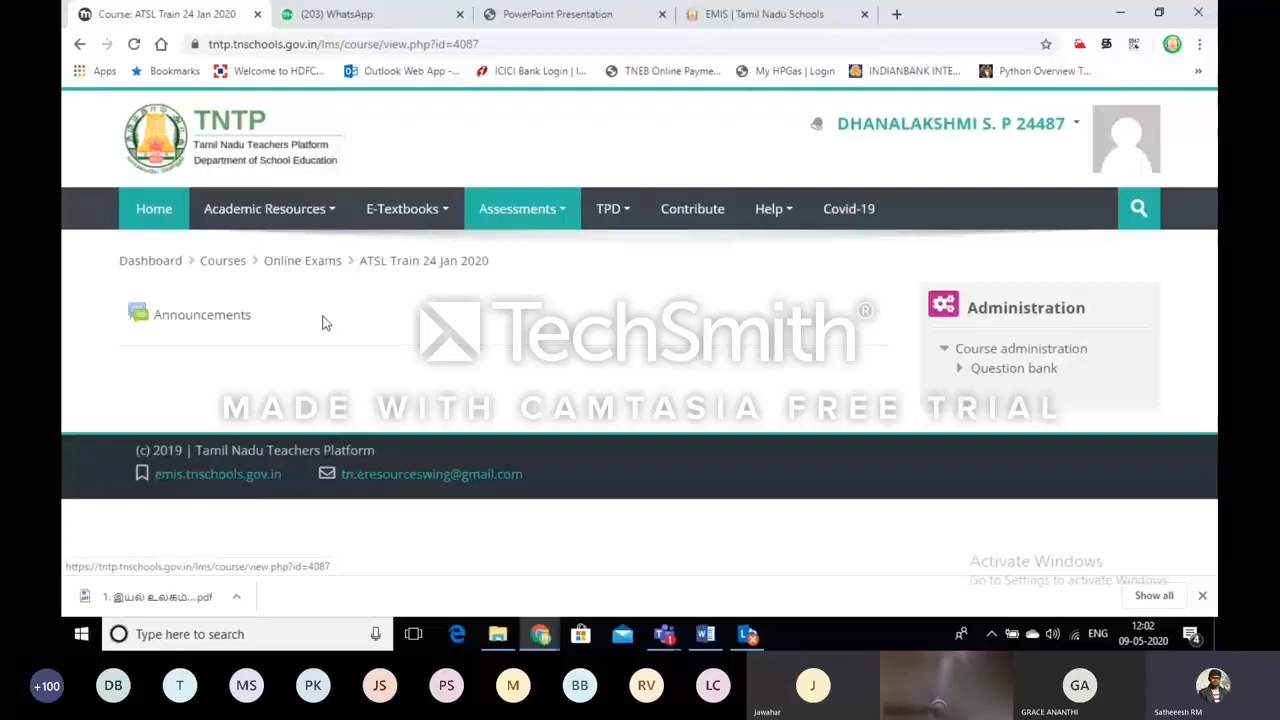 Course: ATSL Train 24 Jan 2020
(203) WhatsApp
PowerPoint Presentation
EMIS | Tamil Nadu Schools
tntp.tnschools.gov.in/lms/course/view.php?id=4087
Apps
Bookmarks
Welcome to HDFC...
Outlook Web App -...
ICICI Bank Login | I...
TNEB Online Payme...
My HPGas | Login
INDIANBANK INTE...
Python Overview T...
TNTP
Tamil Nadu Teachers Platform
Department of School Education
DHANALAKSHMI S. P 24487
Home
Academic Resources
E-Textbooks
Assessments
TPD
Contribute
Help
Covid-19
Dashboard > Courses > Online Exams > ATSL Train 24 Jan 2020
Announcements
Administration
Course administration
Question bank
TechSmith®
MADE WITH CAMTASIA FREE TRIAL
(c) 2019 | Tamil Nadu Teachers Platform
emis.tnschools.gov.in
tn.eresourceswing@gmail.com
https://tntp.tnschools.gov.in/lms/course/view.php?id=4087
Activate Windows
Go to Settings to activate Windows.
1. இயல் உலகம்....pdf
Show all
Type here to search
ENG
12:02
09-05-2020
4
+100
DB
T
MS
PK
JS
PS
M
BB
RV
LC
J
jawahar
GA
GRACE ANANTHI
Satheeesh RM